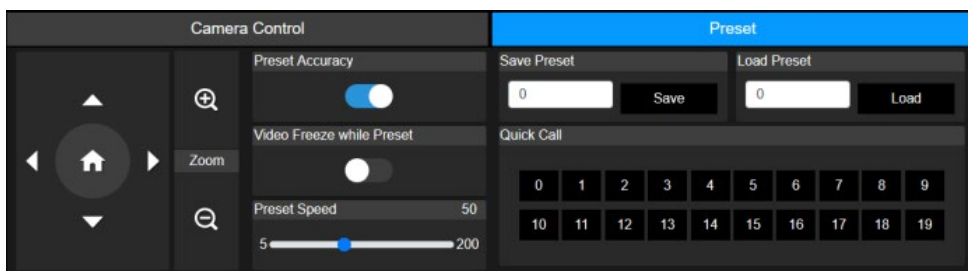 Camera Control
Preset
Preset Accuracy
Save Preset
Load Preset
0
Save
0
Load
Video Freeze while Preset
Quick Call
Zoom
0 1 2 3 4 5 6 7 8 9
Preset Speed 50
10 11 12 13 14 15 16 17 18 19
5 200